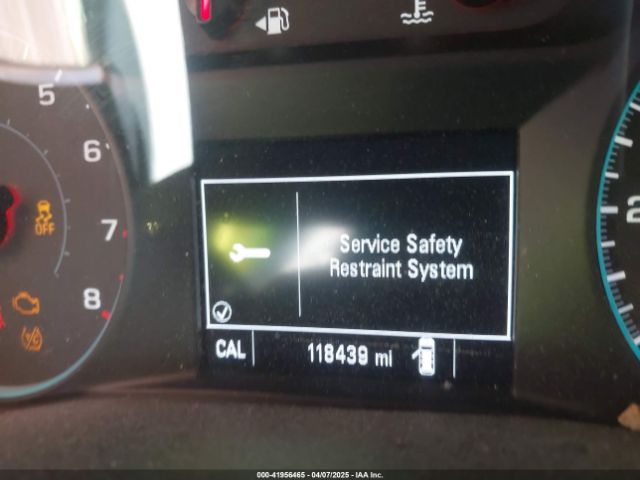 5
6
7
8
OFF
Service Safety
Restraint System
CAL
118439 mi
2
000-41956465 - 04/07/2025 - IAA Inc.